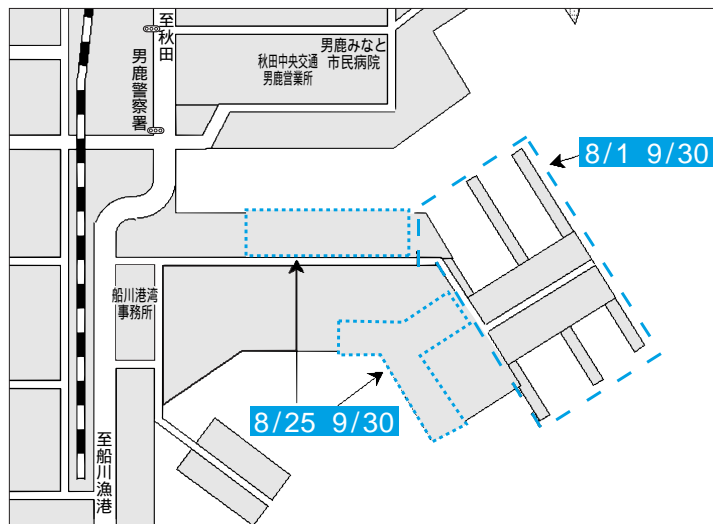 至秋田
男鹿警察署
秋田中央交通
男鹿営業所
男鹿みなと
市民病院
8/1 9/30
船川港湾
事務所
8/25 9/30
至船川漁港